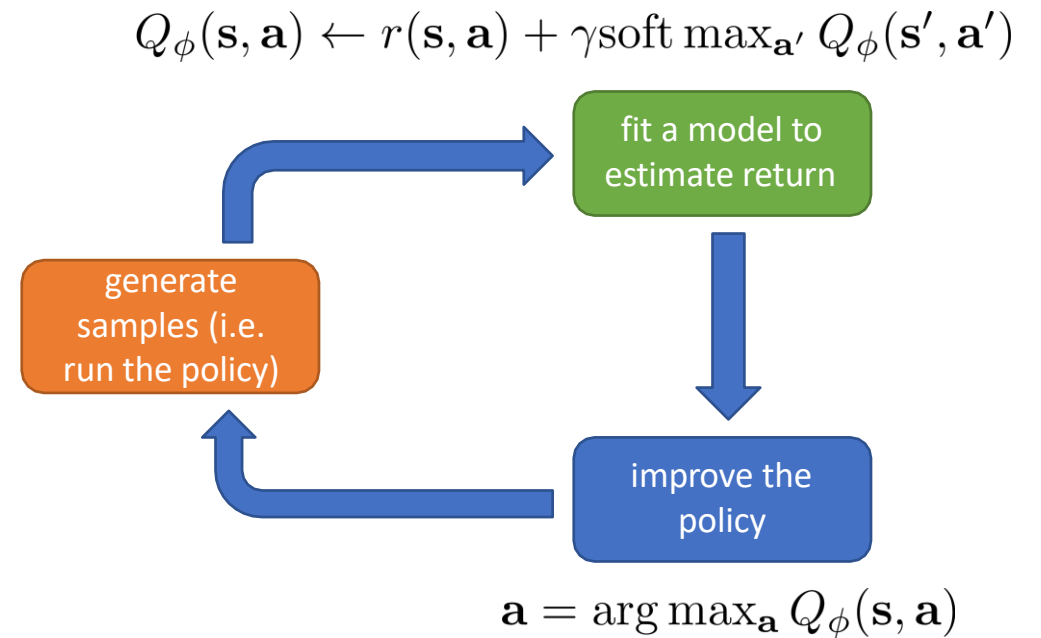 Q_ϕ(s, a) ← r(s, a) + γsoft max_a′ Q_ϕ(s′, a′)
fit a model to
estimate return
generate
samples (i.e.
run the policy)
improve the
policy
a = arg max_a Q_ϕ(s, a)